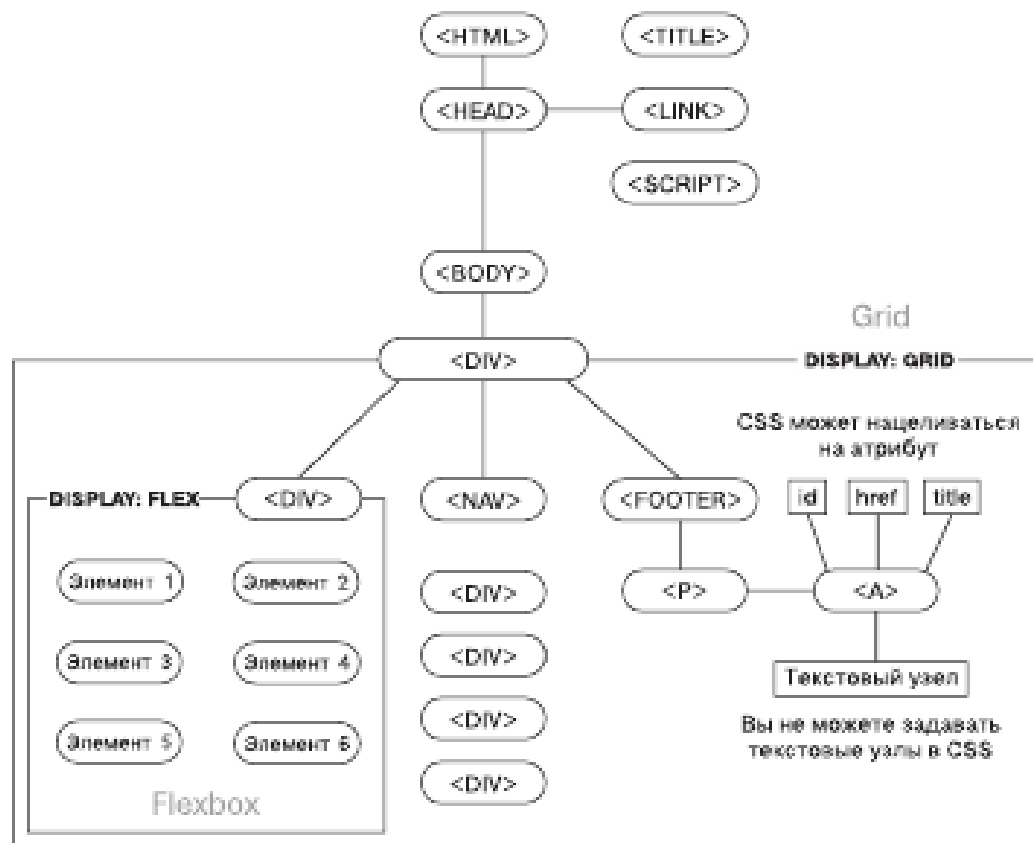 <HTML>
<TITLE>
<HEAD>
<LINK>
<SCRIPT>
<BODY>
Grid
<DIV>
DISPLAY: GRID
CSS может нацеливаться
на атрибут
DISPLAY: FLEX
<DIV>
<NAV>
<FOOTER>
id
href
title
Элемент 1
Элемент 2
<DIV>
<P>
<A>
Элемент 3
Элемент 4
<DIV>
Текстовый узел
Элемент 5
Элемент 6
<DIV>
Вы не можете задавать
текстовые узлы в CSS
<DIV>
Flexbox